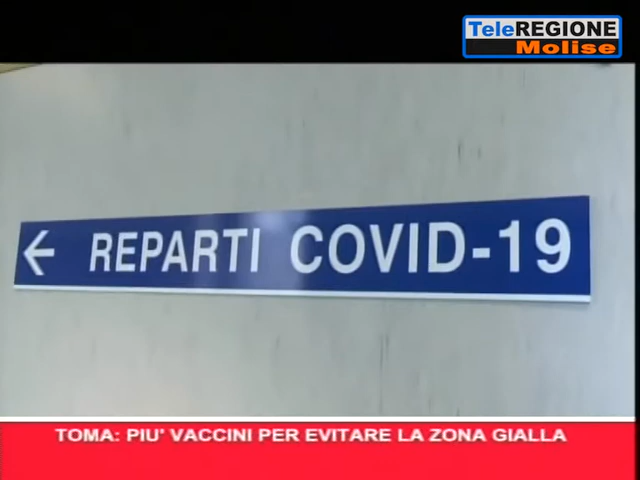 TeleREGIONE
Molise
← REPARTI COVID-19
TOMA: PIU' VACCINI PER EVITARE LA ZONA GIALLA